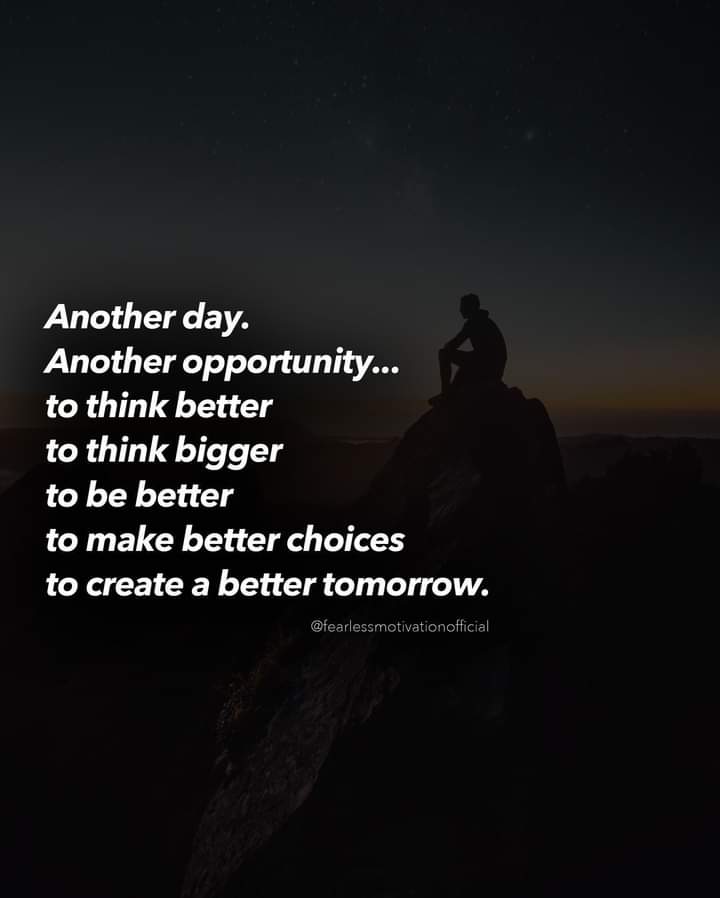 Another day.
Another opportunity...
to think better
to think bigger
to be better
to make better choices
to create a better tomorrow.
@fearlessmotivationofficial